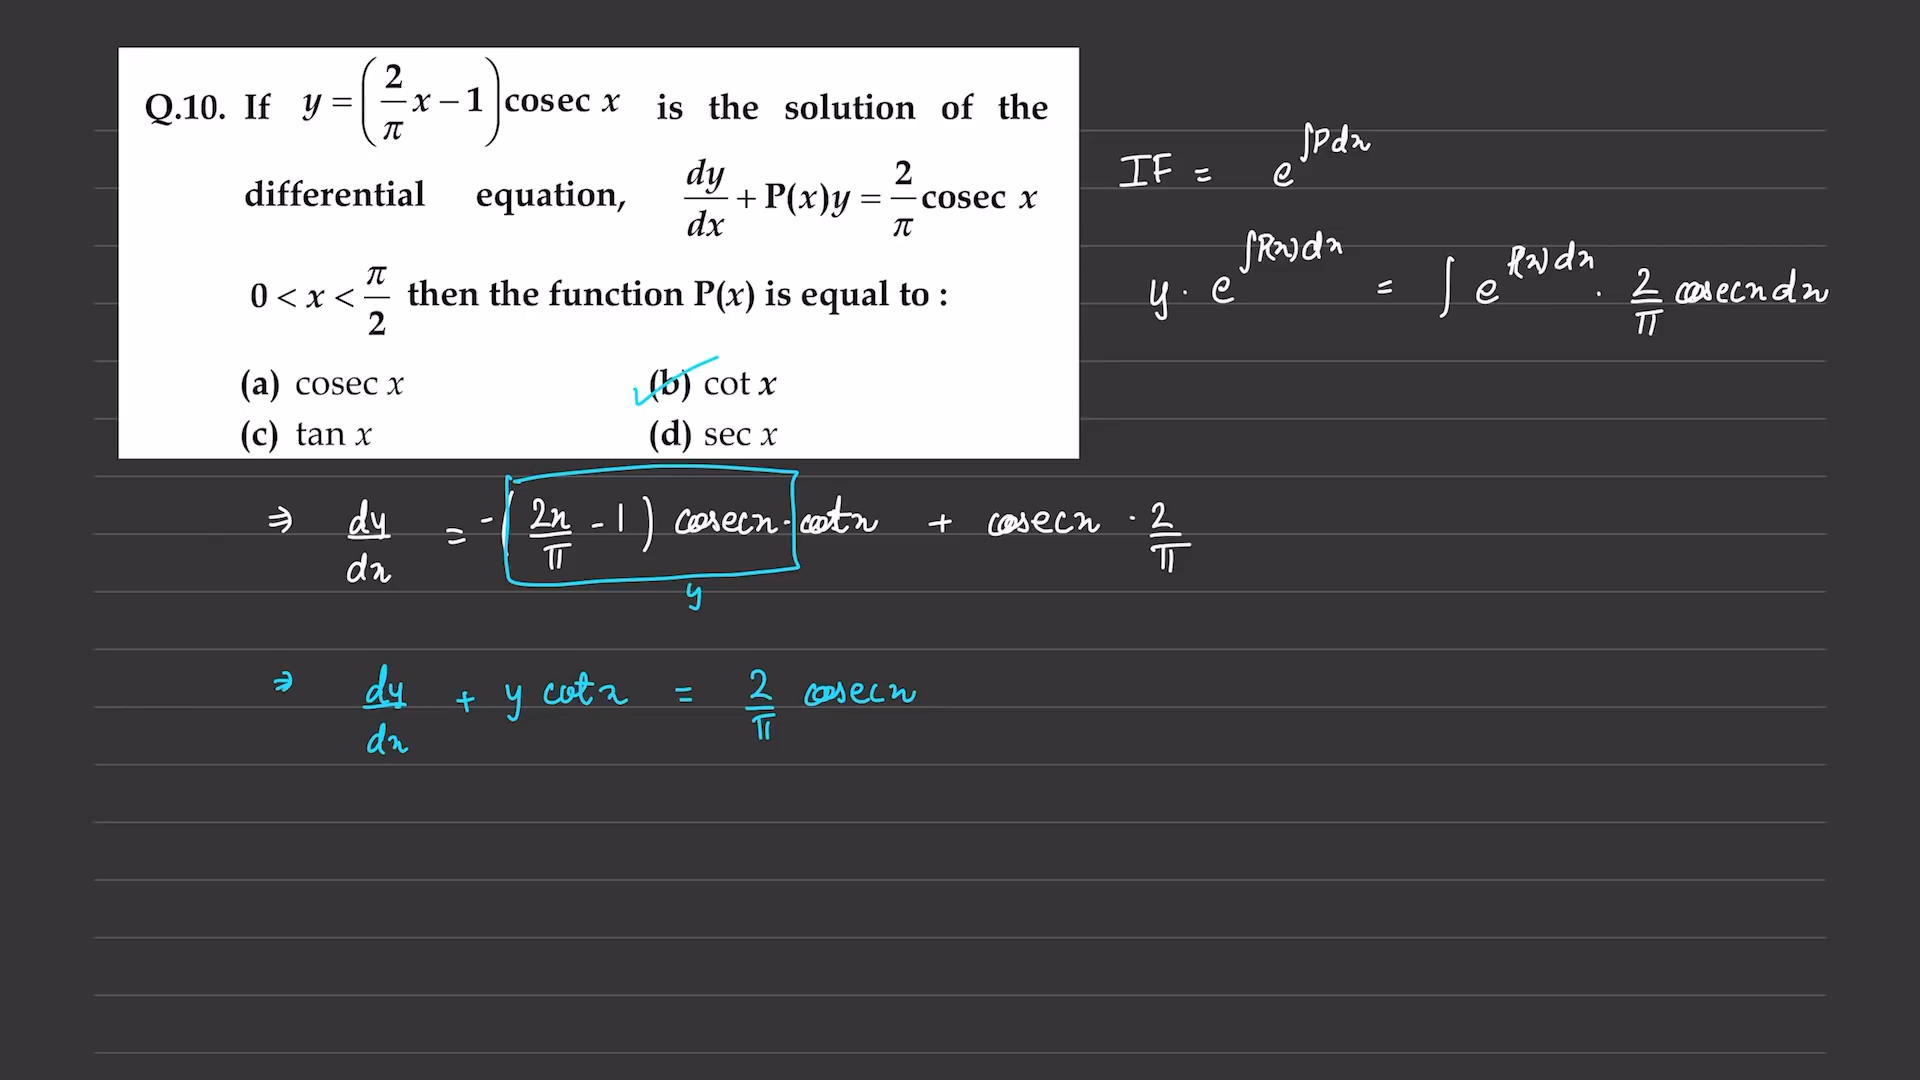 Q.10. If y = (2/π x − 1) cosec x is the solution of the
differential equation, dy/dx + P(x)y = 2/π cosec x
0 < x < π/2 then the function P(x) is equal to :
(a) cosec x (b) cot x
(c) tan x (d) sec x
IF = e^∫Pdx
y · e^∫P(x)dx = ∫ e^P(x)dx · 2/π cosecx dx
⇒ dy/dx = −(2x/π − 1) cosecx · cotx + cosecx · 2/π
y
⇒ dy/dx + y cotx = 2/π cosecx